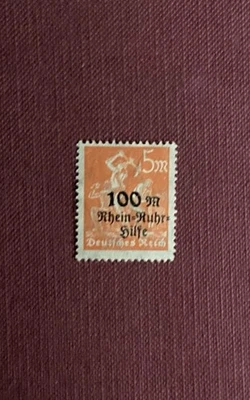 5M
100 M
Rhein=Ruhr=
Hilfe
Deutsches Reich